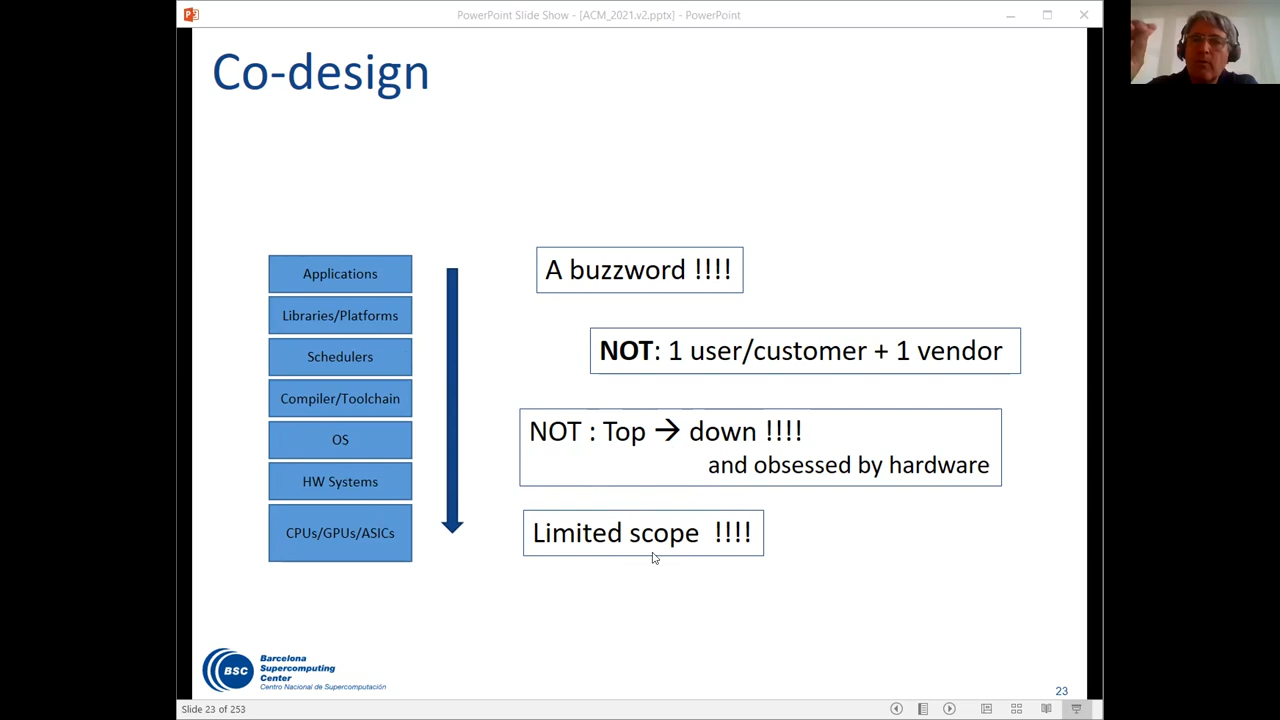 PowerPoint Slide Show - [ACM_2021.v2.pptx] - PowerPoint
Co-design
Applications
Libraries/Platforms
Schedulers
Compiler/Toolchain
OS
HW Systems
CPUs/GPUs/ASICs
A buzzword !!!!
NOT: 1 user/customer + 1 vendor
NOT : Top → down !!!!
and obsessed by hardware
Limited scope !!!!
BSC
Barcelona
Supercomputing
Center
Centro Nacional de Supercomputación
23
Slide 23 of 253